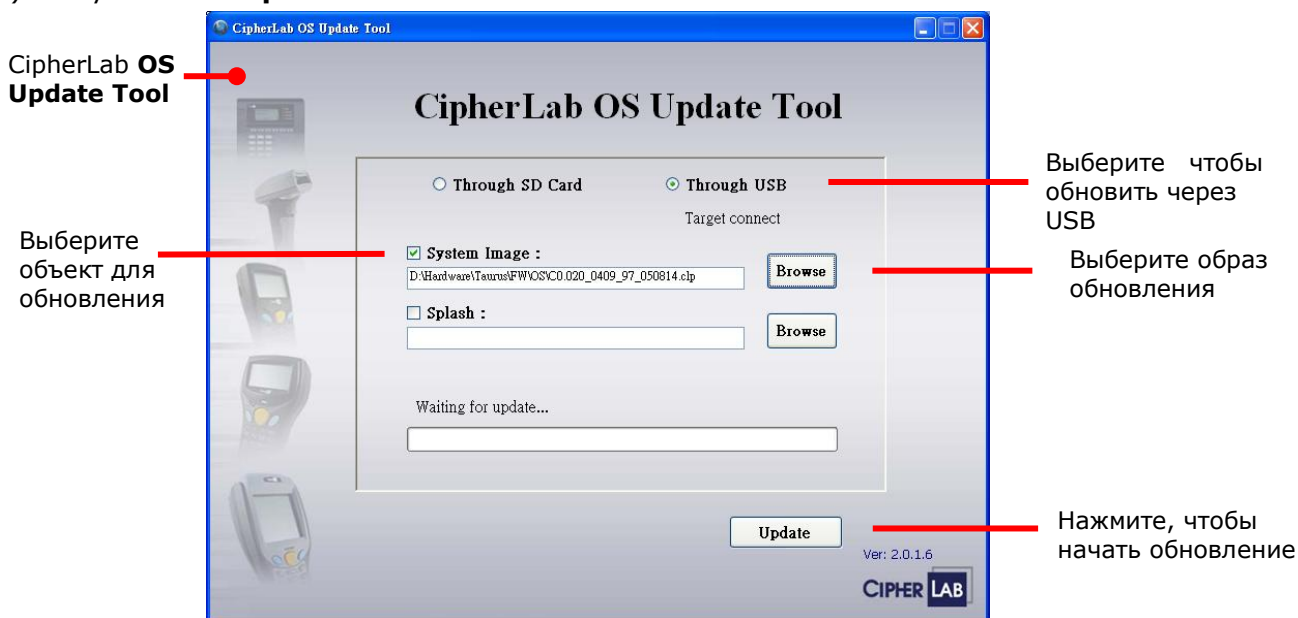 CipherLab OS Update Tool
CipherLab OS
Update Tool
CipherLab OS Update Tool
Through SD Card
Through USB
Target connect
Выберите чтобы
обновить через
USB
Выберите
объект для
обновления
System Image :
D:\Hardware\Taurus\FW\OS\C0.020_0409_97_050814.clp
Browse
Выберите образ
обновления
Splash :
Browse
Waiting for update...
Update
Нажмите, чтобы
начать обновление
Ver: 2.0.1.6
CIPHER LAB